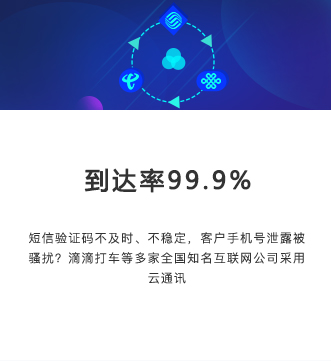 到达率99.9%
短信验证码不及时、不稳定，客户手机号泄露被
骚扰？滴滴打车等多家全国知名互联网公司采用
云通讯